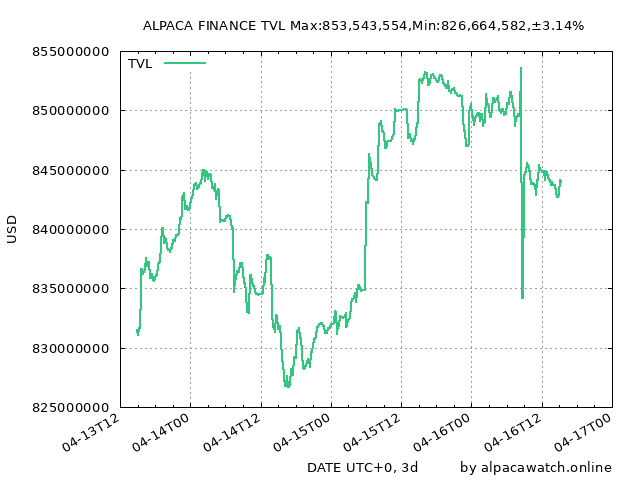 ALPACA FINANCE TVL Max:853,543,554,Min:826,664,582,±3.14%
855000000
TVL
850000000
845000000
840000000
USD
835000000
830000000
825000000
04-13T12
04-14T00
04-14T12
04-15T00
04-15T12
04-16T00
04-16T12
04-17T00
DATE UTC+0, 3d
by alpacawatch.online